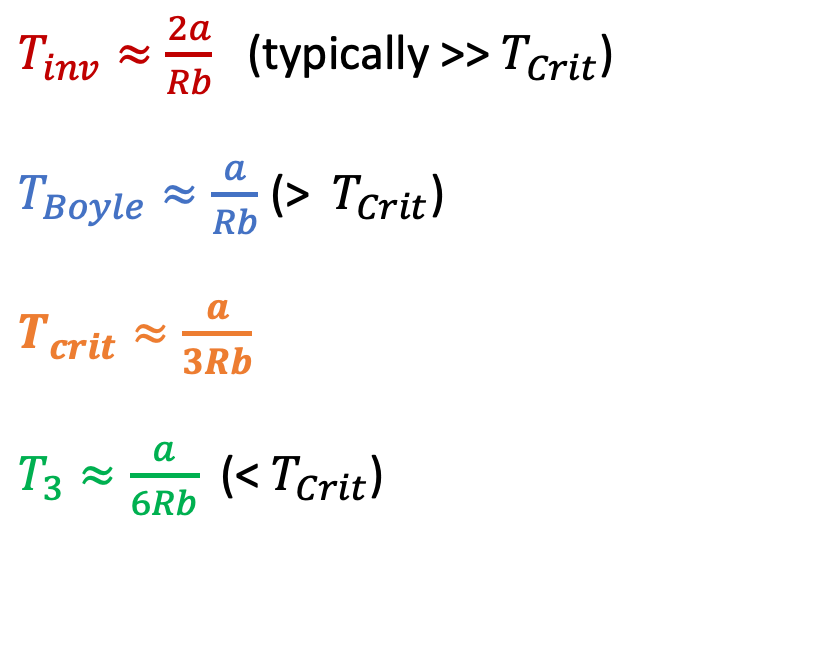 T_inv ≈ 2a/Rb (typically >> T_Crit)
T_Boyle ≈ a/Rb (> T_Crit)
T_crit ≈ a/3Rb
T_3 ≈ a/6Rb (< T_Crit)